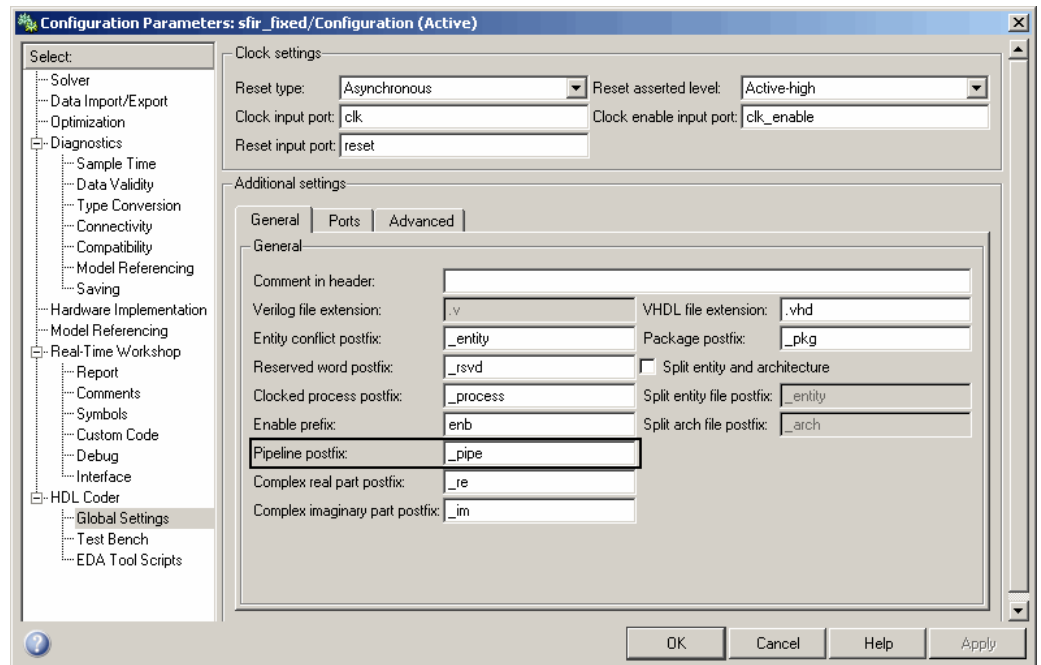 Configuration Parameters: sfir_fixed/Configuration (Active)
Select:
Solver
Data Import/Export
Optimization
Diagnostics
Sample Time
Data Validity
Type Conversion
Connectivity
Compatibility
Model Referencing
Saving
Hardware Implementation
Model Referencing
Real-Time Workshop
Report
Comments
Symbols
Custom Code
Debug
Interface
HDL Coder
Global Settings
Test Bench
EDA Tool Scripts
Clock settings
Reset type: Asynchronous Reset asserted level: Active-high
Clock input port: clk Clock enable input port: clk_enable
Reset input port: reset
Additional settings
General Ports Advanced
General
Comment in header:
Verilog file extension: .v VHDL file extension: .vhd
Entity conflict postfix: _entity Package postfix: _pkg
Reserved word postfix: _rsvd Split entity and architecture
Clocked process postfix: _process Split entity file postfix: _entity
Enable prefix: enb Split arch file postfix: _arch
Pipeline postfix: _pipe
Complex real part postfix: _re
Complex imaginary part postfix: _im
OK Cancel Help Apply